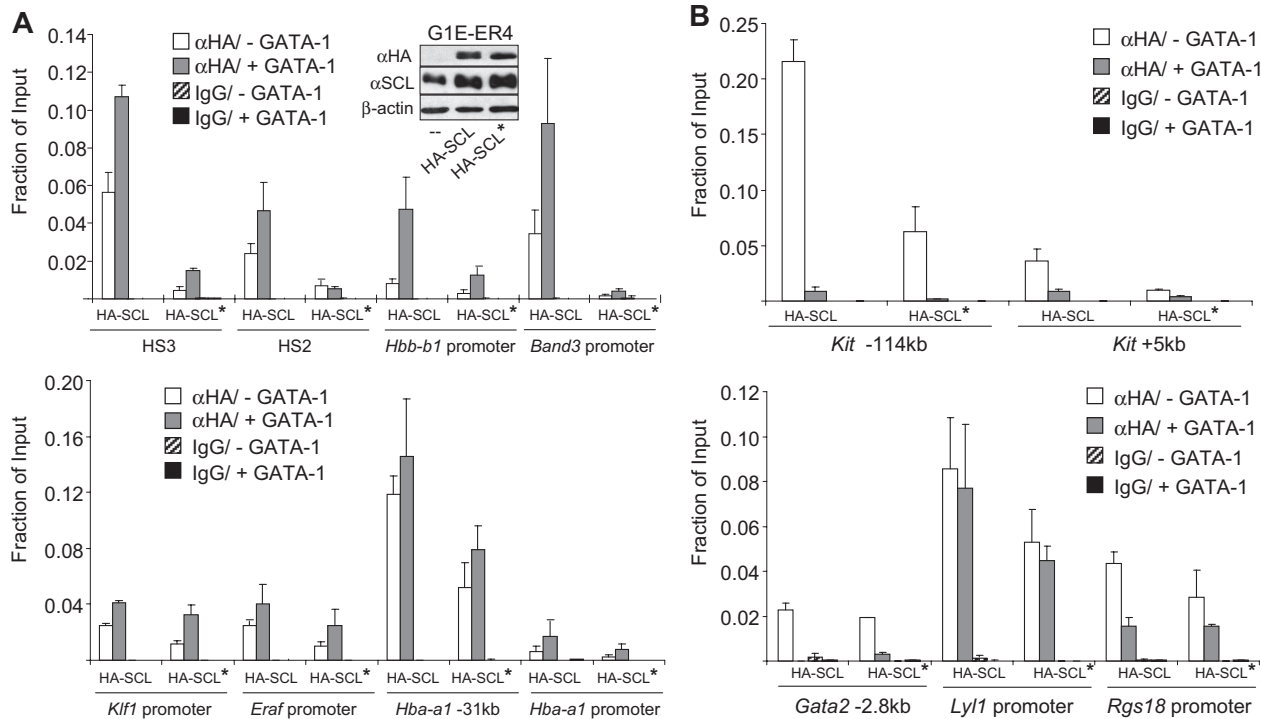 A
Fraction of Input
0.14
0.12
0.10
0.08
0.06
0.04
0.02
αHA/ - GATA-1
αHA/ + GATA-1
IgG/ - GATA-1
IgG/ + GATA-1
G1E-ER4
αHA
αSCL
β-actin
--
HA-SCL
HA-SCL*
HA-SCL HA-SCL* HA-SCL HA-SCL* HA-SCL HA-SCL* HA-SCL HA-SCL*
HS3 HS2 Hbb-b1 promoter Band3 promoter
Fraction of Input
0.20
0.16
0.12
0.08
0.04
αHA/ - GATA-1
αHA/ + GATA-1
IgG/ - GATA-1
IgG/ + GATA-1
HA-SCL HA-SCL* HA-SCL HA-SCL* HA-SCL HA-SCL* HA-SCL HA-SCL*
Klf1 promoter Eraf promoter Hba-a1 -31kb Hba-a1 promoter
B
Fraction of Input
0.25
0.20
0.15
0.10
0.05
αHA/ - GATA-1
αHA/ + GATA-1
IgG/ - GATA-1
IgG/ + GATA-1
HA-SCL HA-SCL* HA-SCL HA-SCL*
Kit -114kb Kit +5kb
Fraction of Input
0.12
0.10
0.08
0.06
0.04
0.02
αHA/ - GATA-1
αHA/ + GATA-1
IgG/ - GATA-1
IgG/ + GATA-1
HA-SCL HA-SCL* HA-SCL HA-SCL* HA-SCL HA-SCL*
Gata2 -2.8kb Lyl1 promoter Rgs18 promoter